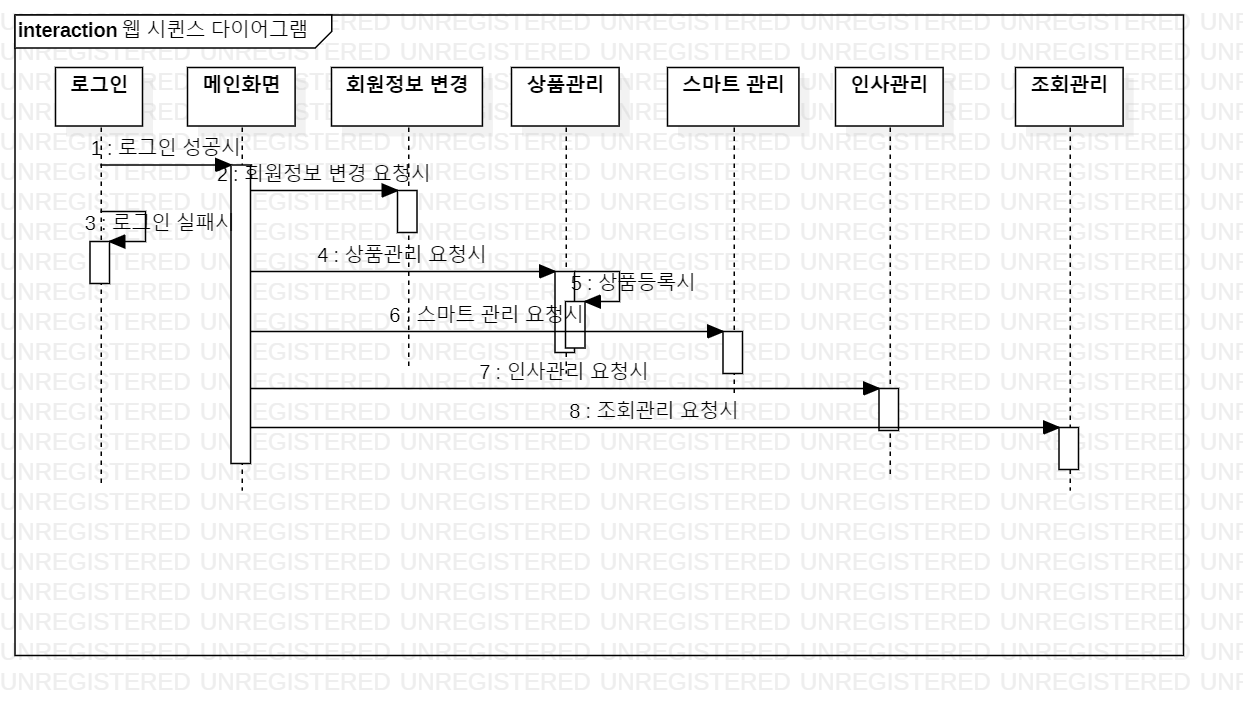 interaction 웹 시퀀스 다이어그램
로그인
메인화면
회원정보 변경
상품관리
스마트 관리
인사관리
조회관리
1 : 로그인 성공시
2 : 회원정보 변경 요청시
3 : 로그인 실패시
4 : 상품관리 요청시
5 : 상품등록시
6 : 스마트 관리 요청시
7 : 인사관리 요청시
8 : 조회관리 요청시
UNREGISTERED